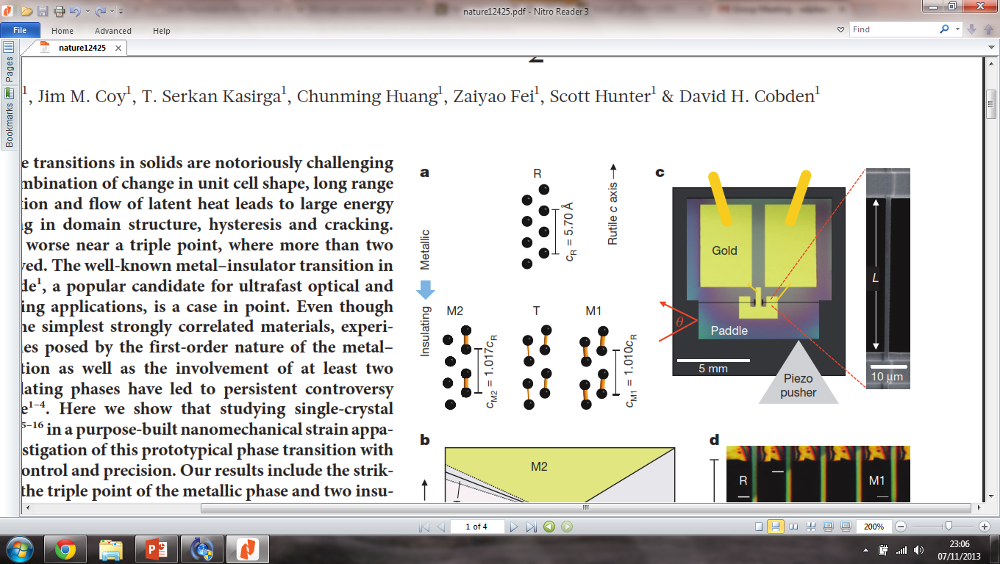 nature12425.pdf - Nitro Reader 3
File Home Advanced Help
Find
nature12425
Pages
Bookmarks
1, Jim M. Coy1, T. Serkan Kasirga1, Chunming Huang1, Zaiyao Fei1, Scott Hunter1 & David H. Cobden1
e transitions in solids are notoriously challenging
mbination of change in unit cell shape, long range
tion and flow of latent heat leads to large energy
ng in domain structure, hysteresis and cracking.
worse near a triple point, where more than two
ved. The well-known metal–insulator transition in
de1, a popular candidate for ultrafast optical and
ing applications, is a case in point. Even though
ne simplest strongly correlated materials, experi-
les posed by the first-order nature of the metal–
tion as well as the involvement of at least two
lating phases have led to persistent controversy
e1–4. Here we show that studying single-crystal
5–16 in a purpose-built nanomechanical strain appa-
stigation of this prototypical phase transition with
ontrol and precision. Our results include the strik-
the triple point of the metallic phase and two insu-
a
R
Rutile c axis →
cR = 5.70 Å
Metallic
Insulating
M2 T M1
cM2 = 1.017cR
cM1 = 1.010cR
c
Gold
θ
Paddle
5 mm
Piezo
pusher
L
10 μm
b
M2
d
R
M1
1 of 4
200%
23:06
07/11/2013